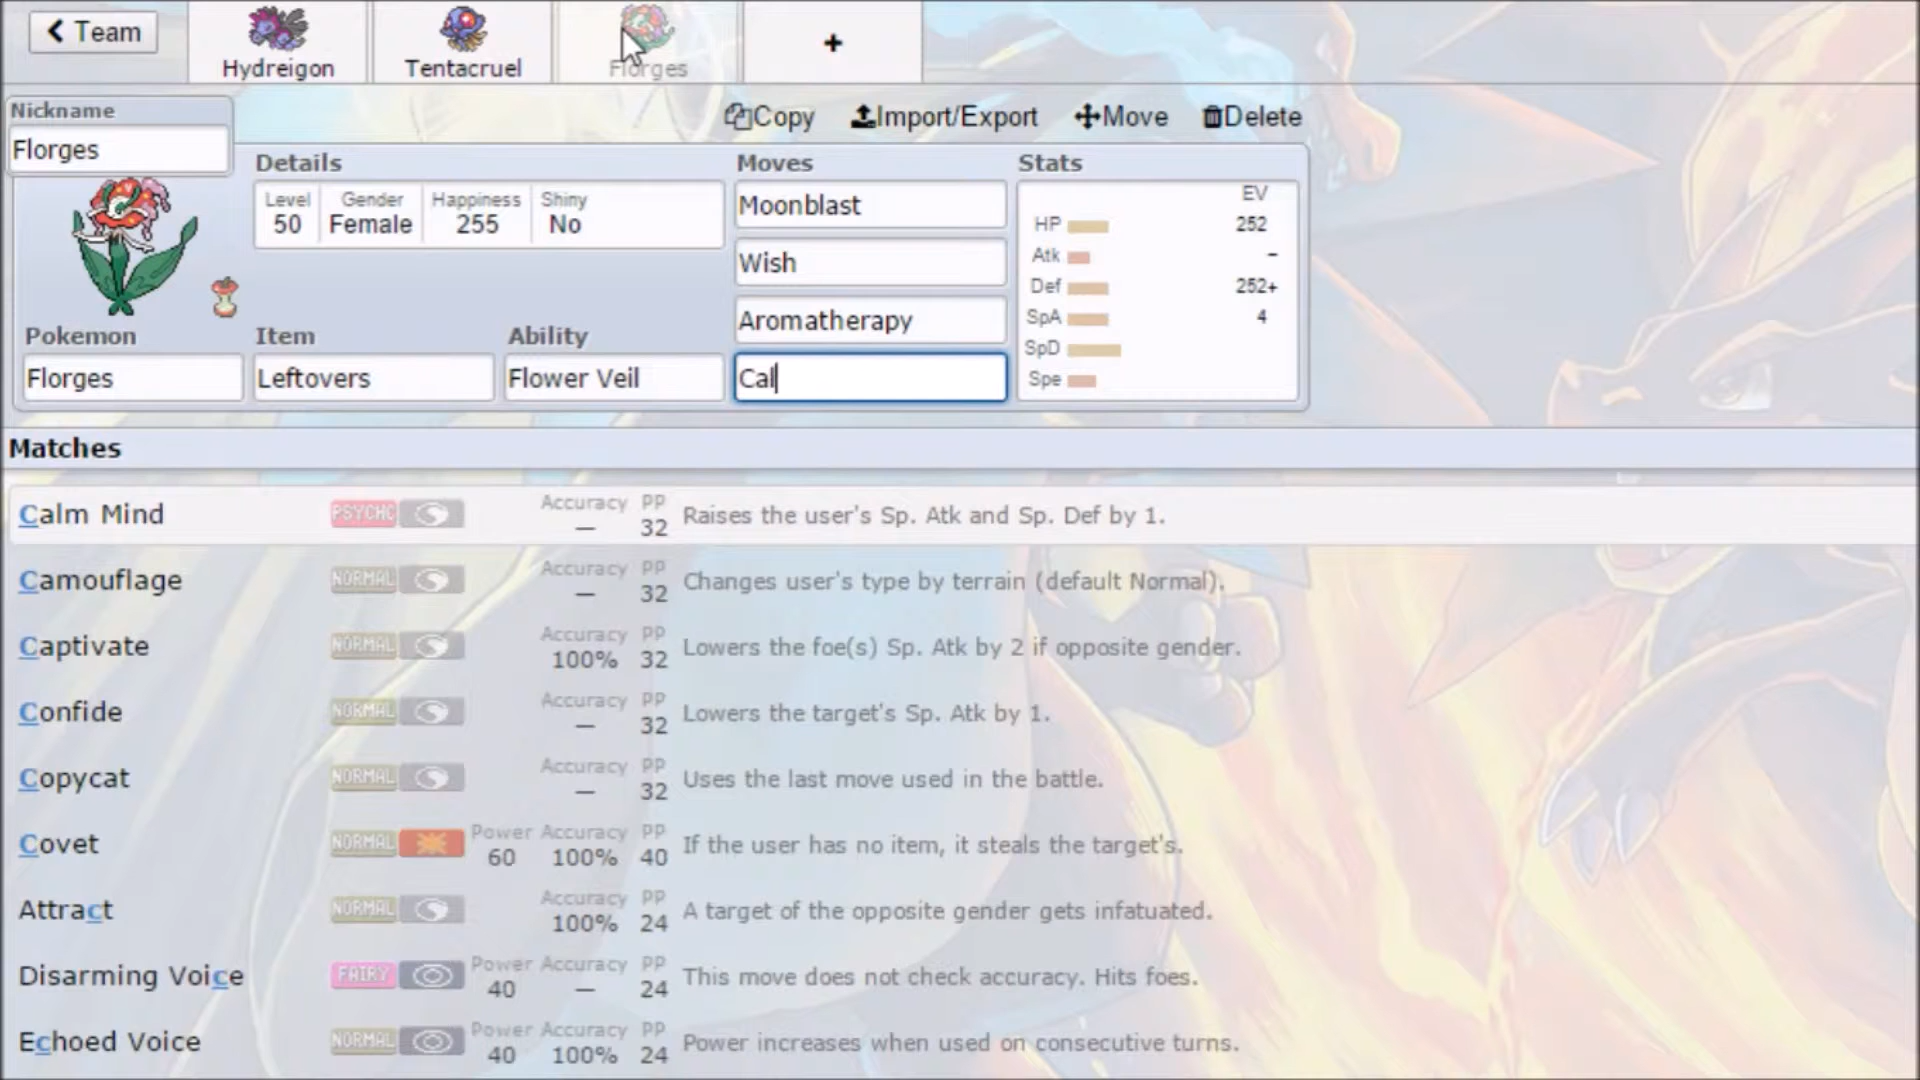 Team
Hydreigon
Tentacruel
Florges
+
Nickname
Florges
Copy
Import/Export
Move
Delete
Details
Level
50
Gender
Female
Happiness
255
Shiny
No
Pokemon
Florges
Item
Leftovers
Ability
Flower Veil
Moves
Moonblast
Wish
Aromatherapy
Cal
Stats
EV
HP 252
Atk –
Def 252+
SpA 4
SpD
Spe
Matches
Calm Mind PSYCHC Accuracy — PP 32 Raises the user's Sp. Atk and Sp. Def by 1.
Camouflage NORMAL Accuracy — PP 32 Changes user's type by terrain (default Normal).
Captivate NORMAL Accuracy 100% PP 32 Lowers the foe(s) Sp. Atk by 2 if opposite gender.
Confide NORMAL Accuracy — PP 32 Lowers the target's Sp. Atk by 1.
Copycat NORMAL Accuracy — PP 32 Uses the last move used in the battle.
Covet NORMAL Power 60 Accuracy 100% PP 40 If the user has no item, it steals the target's.
Attract NORMAL Accuracy 100% PP 24 A target of the opposite gender gets infatuated.
Disarming Voice FAIRY Power 40 Accuracy — PP 24 This move does not check accuracy. Hits foes.
Echoed Voice NORMAL Power 40 Accuracy 100% PP 24 Power increases when used on consecutive turns.